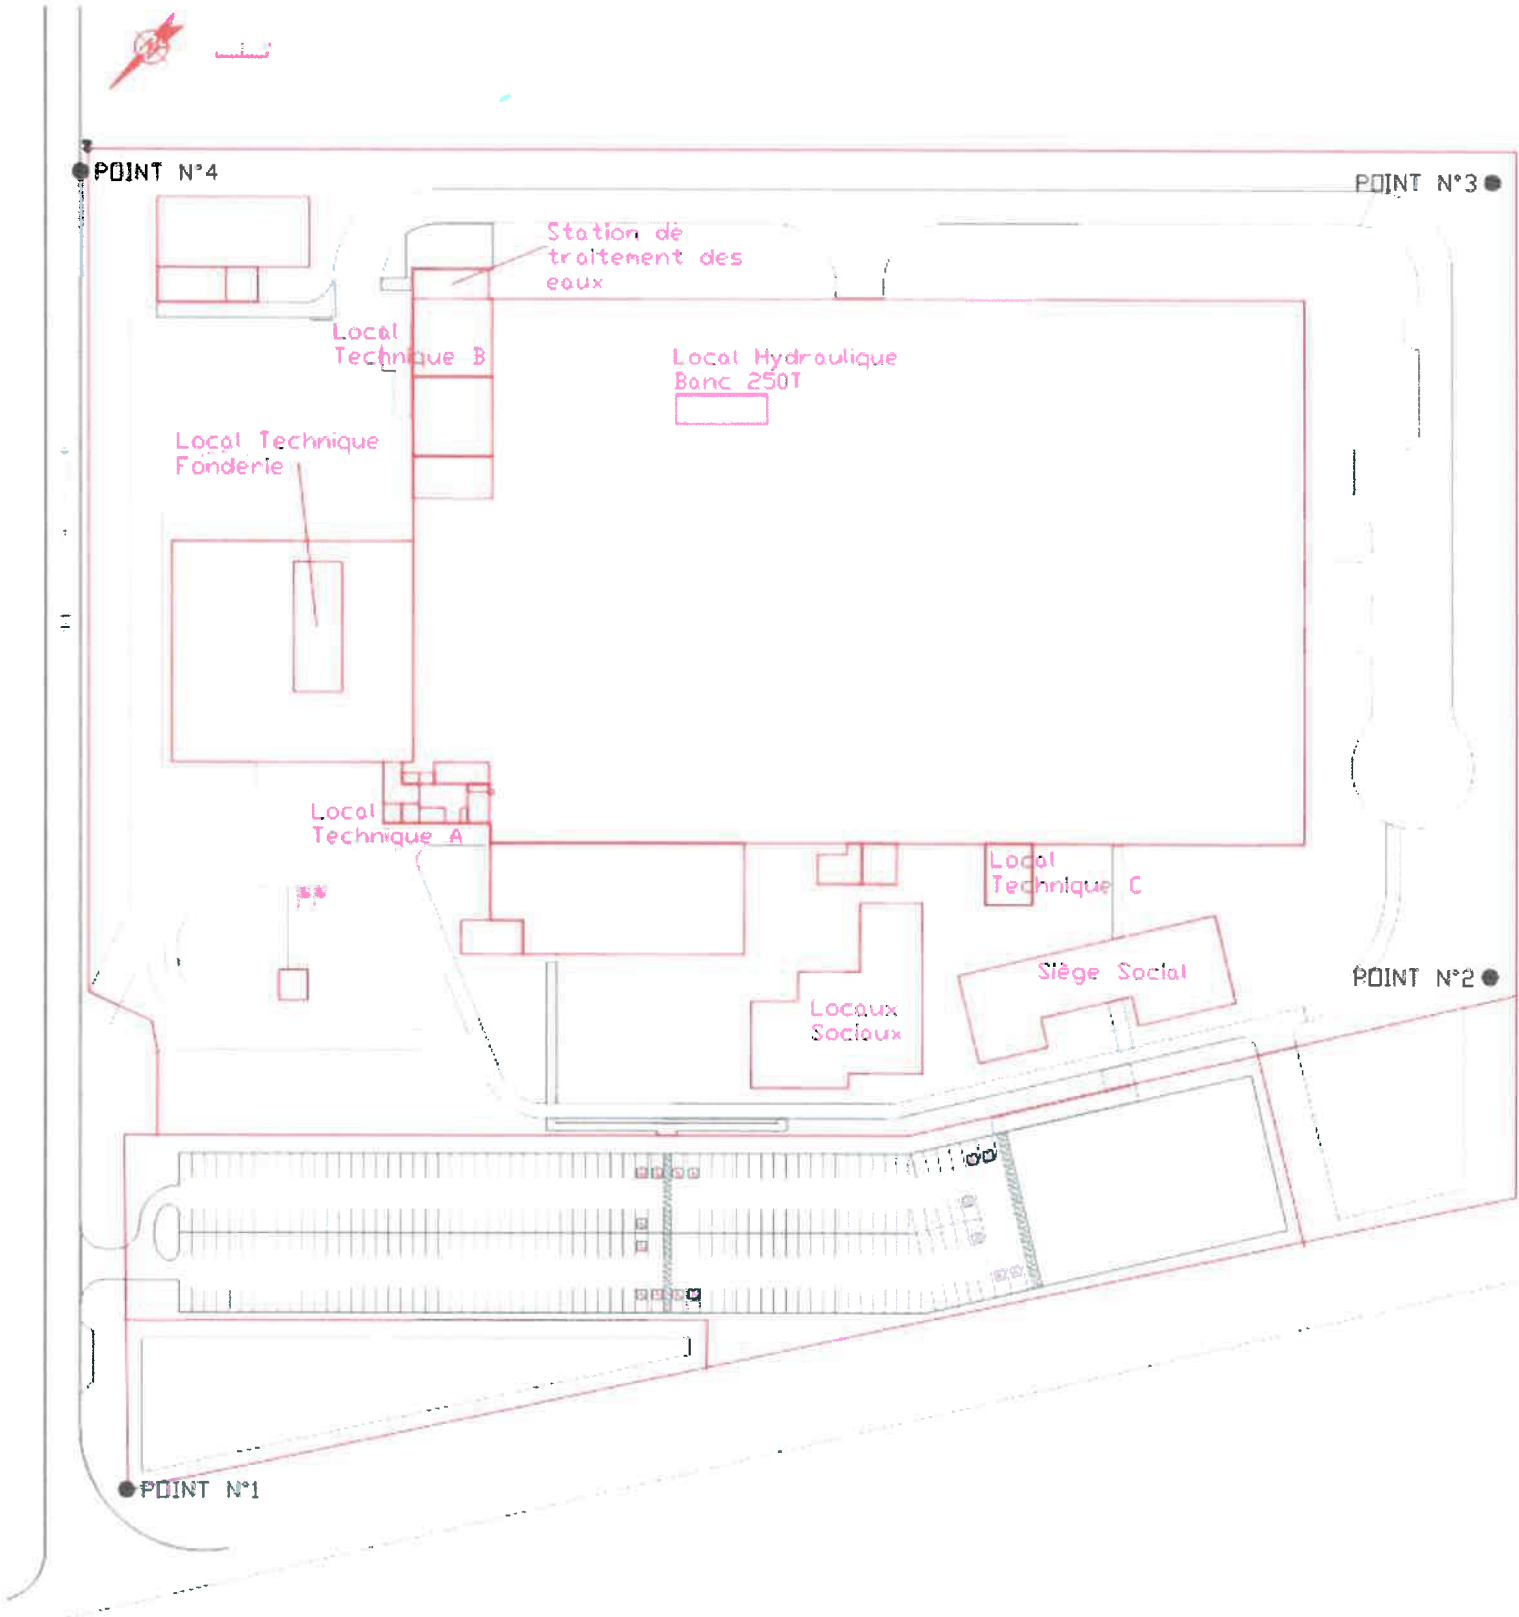 POINT N°4
POINT N°3
Station de
traitement des
eaux
Local
Technique B
Local Hydraulique
Banc 250T
Local Technique
Fonderie
Local
Technique A
Local
Technique C
Siège Social
POINT N°2
Locaux
Sociaux
POINT N°1